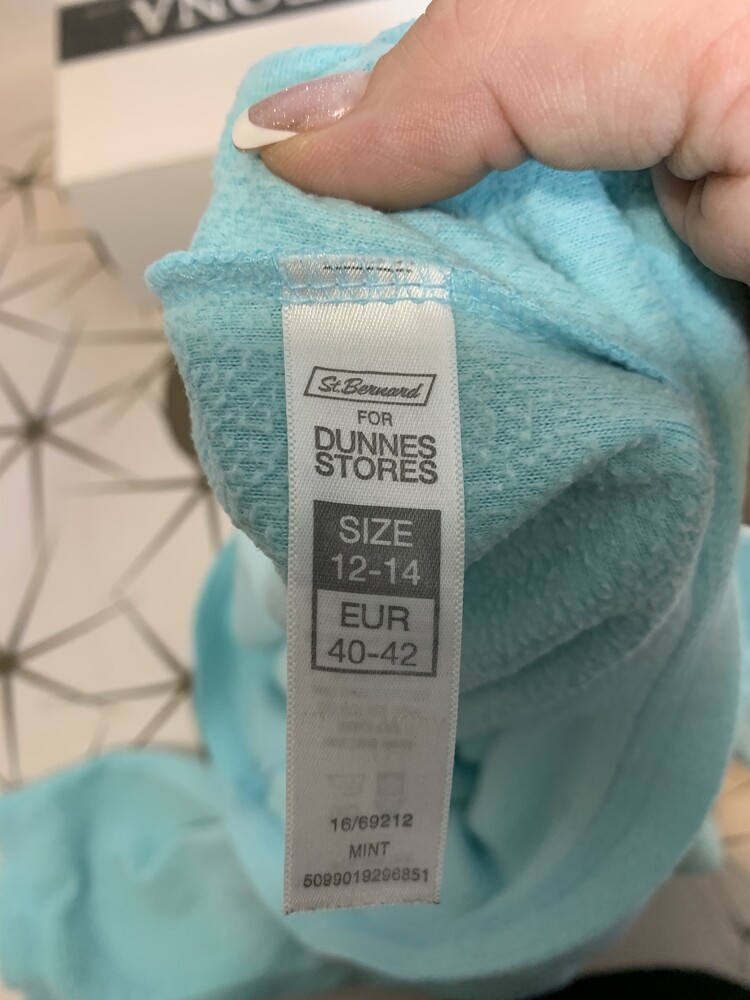 St.Bernard
FOR
DUNNES
STORES
SIZE
12-14
EUR
40-42
16/69212
MINT
5099019296851